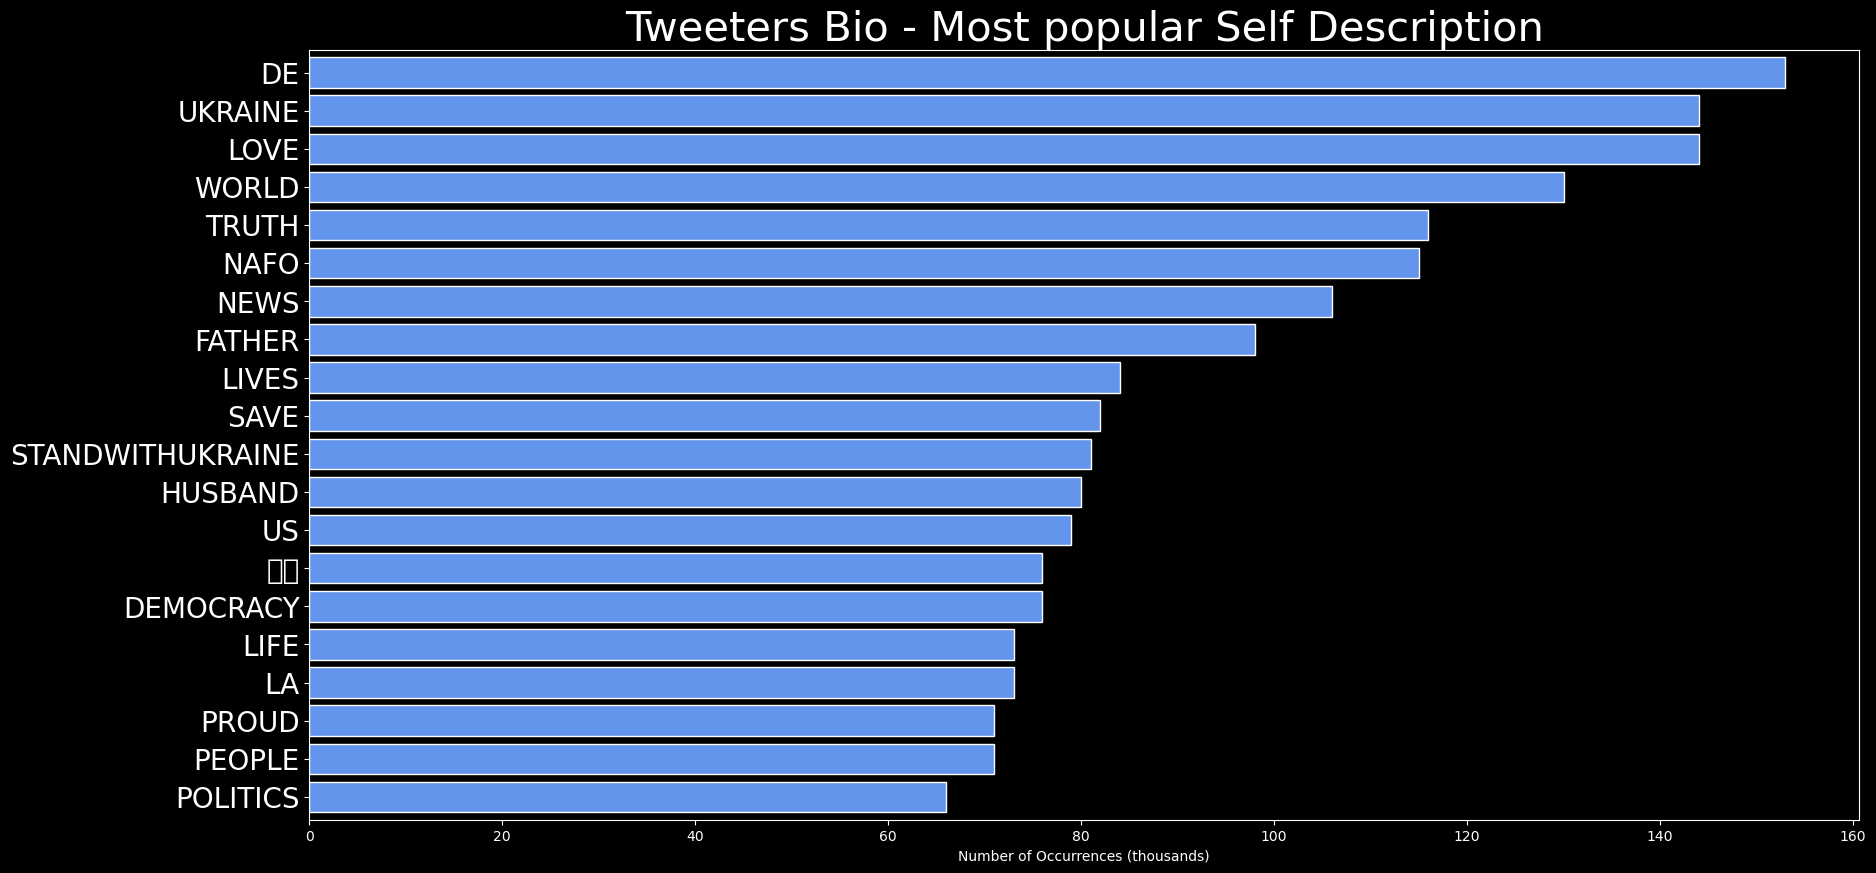 Tweeters Bio - Most popular Self Description
DE
UKRAINE
LOVE
WORLD
TRUTH
NAFO
NEWS
FATHER
LIVES
SAVE
STANDWITHUKRAINE
HUSBAND
US
DEMOCRACY
LIFE
LA
PROUD
PEOPLE
POLITICS
0 20 40 60 80 100 120 140 160
Number of Occurrences (thousands)